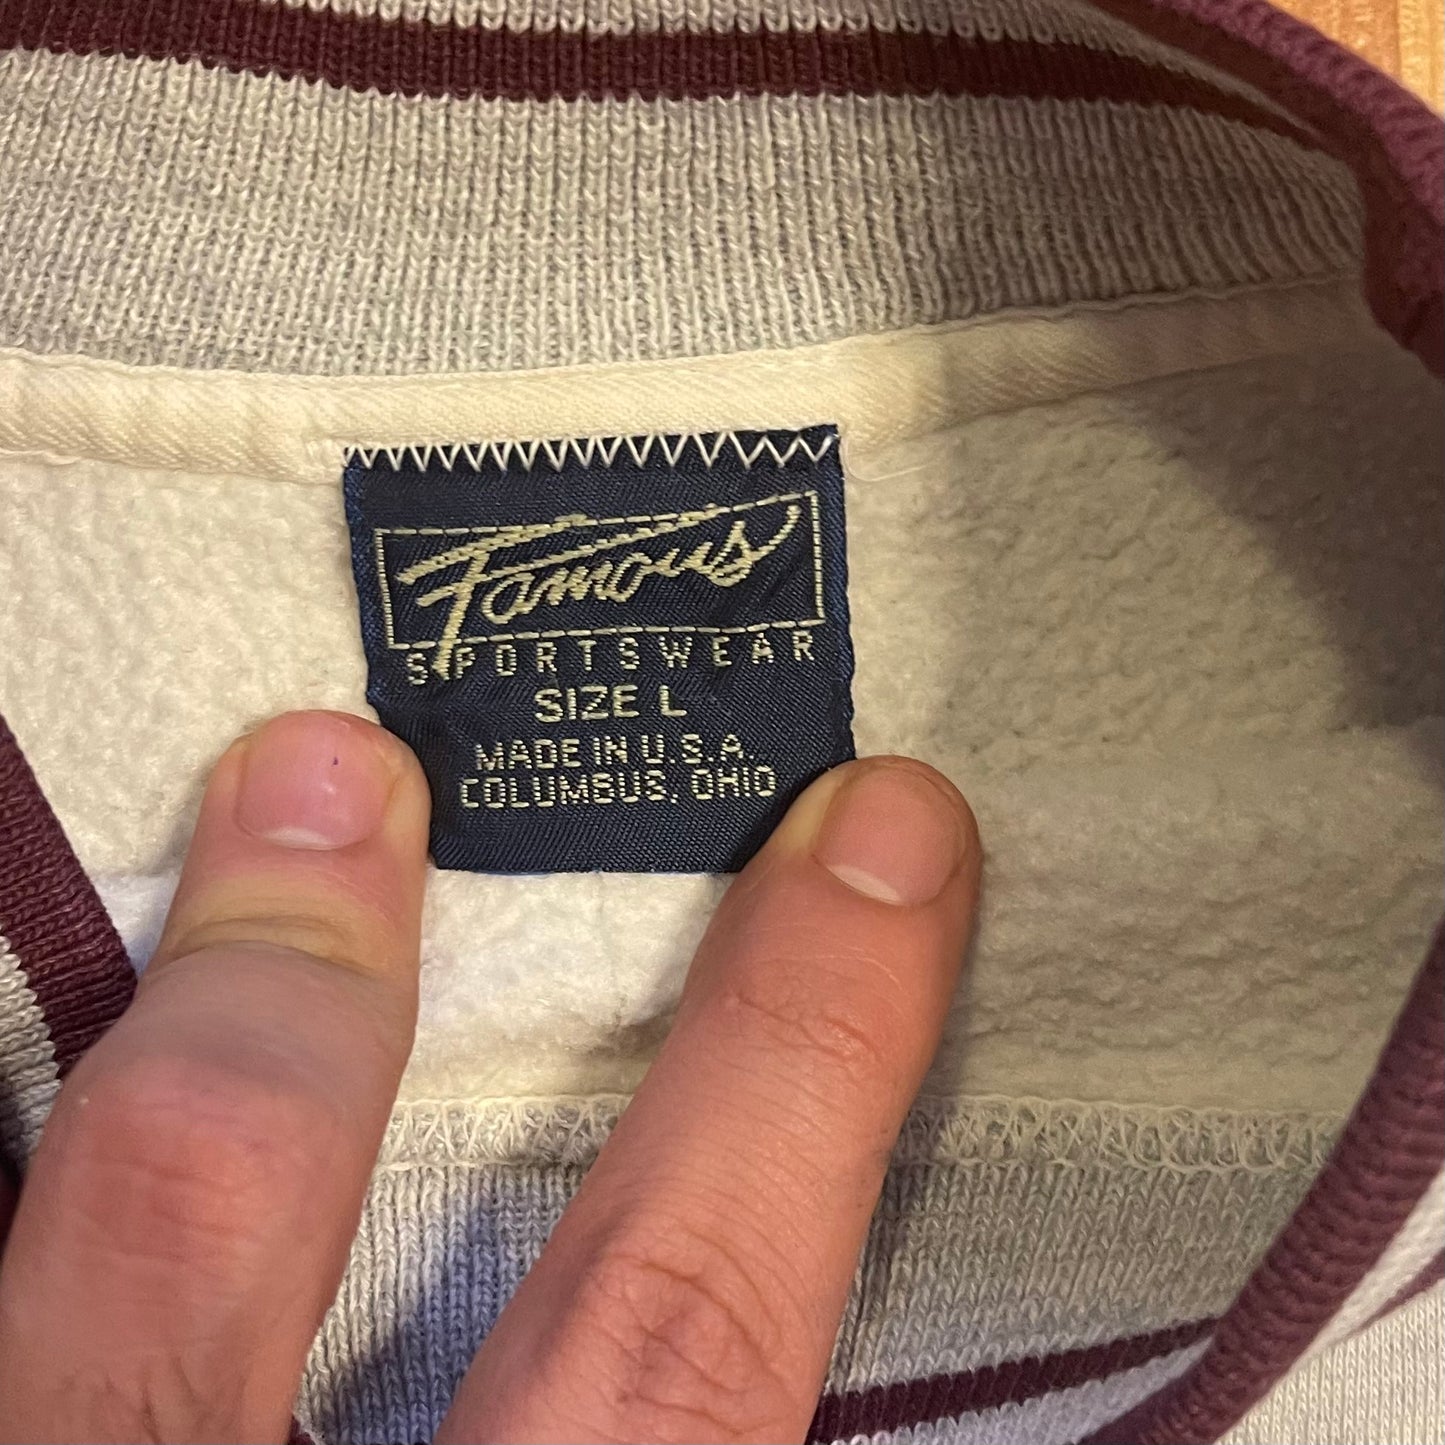 Famous
SPORTSWEAR
SIZE L
MADE IN U.S.A.
COLUMBUS, OHIO